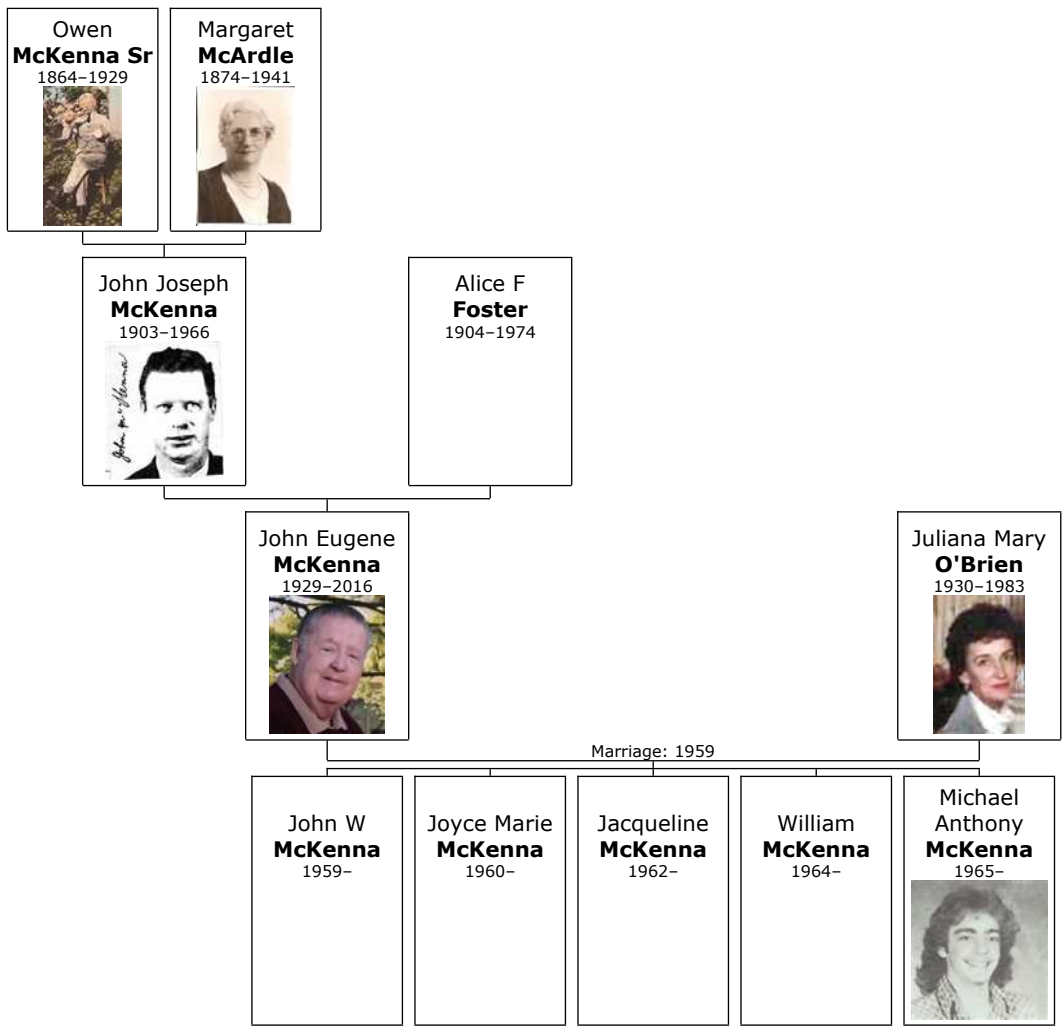 Owen
McKenna Sr
1864–1929
Margaret
McArdle
1874–1941
John Joseph
McKenna
1903–1966
John McKenna
Alice F
Foster
1904–1974
John Eugene
McKenna
1929–2016
Juliana Mary
O'Brien
1930–1983
Marriage: 1959
John W
McKenna
1959–
Joyce Marie
McKenna
1960–
Jacqueline
McKenna
1962–
William
McKenna
1964–
Michael
Anthony
McKenna
1965–